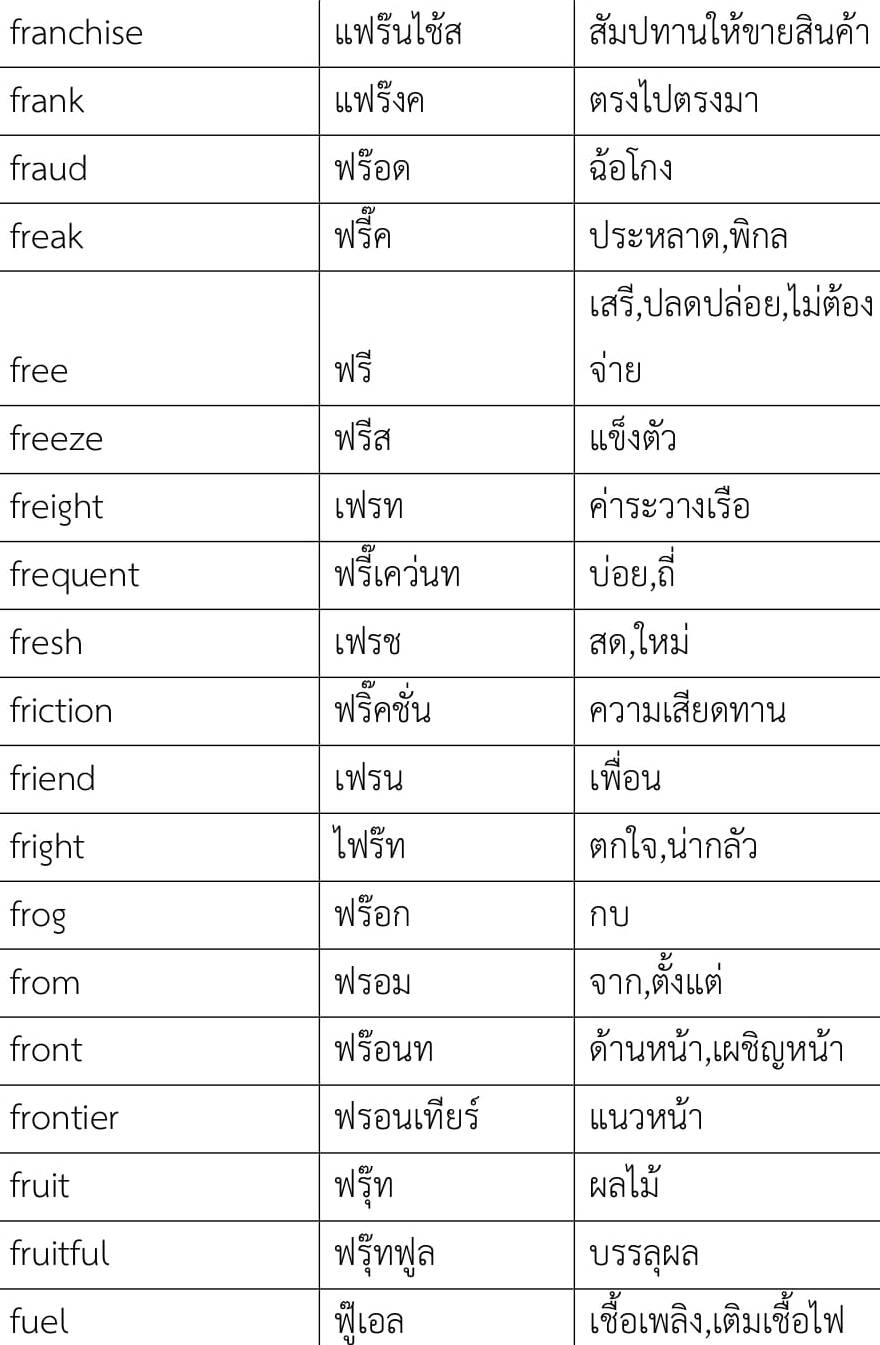 franchise แฟร๊นไช้ส สัมปทานให้ขายสินค้า
frank แฟร๊งค ตรงไปตรงมา
fraud ฟร๊อด ฉ้อโกง
freak ฟรี๊ค ประหลาด,พิกล
เสรี,ปลดปล่อย,ไม่ต้อง
free ฟรี จ่าย
freeze ฟรีส แข็งตัว
freight เฟรท ค่าระวางเรือ
frequent ฟรี๊เคว่นท บ่อย,ถี่
fresh เฟรช สด,ใหม่
friction ฟริ๊คชั่น ความเสียดทาน
friend เฟรน เพื่อน
fright ไฟร๊ท ตกใจ,น่ากลัว
frog ฟร๊อก กบ
from ฟรอม จาก,ตั้งแต่
front ฟร๊อนท ด้านหน้า,เผชิญหน้า
frontier ฟรอนเทียร์ แนวหน้า
fruit ฟรุ๊ท ผลไม้
fruitful ฟรุ๊ทฟูล บรรลุผล
fuel ฟู๊เอล เชื้อเพลิง,เติมเชื้อไฟ